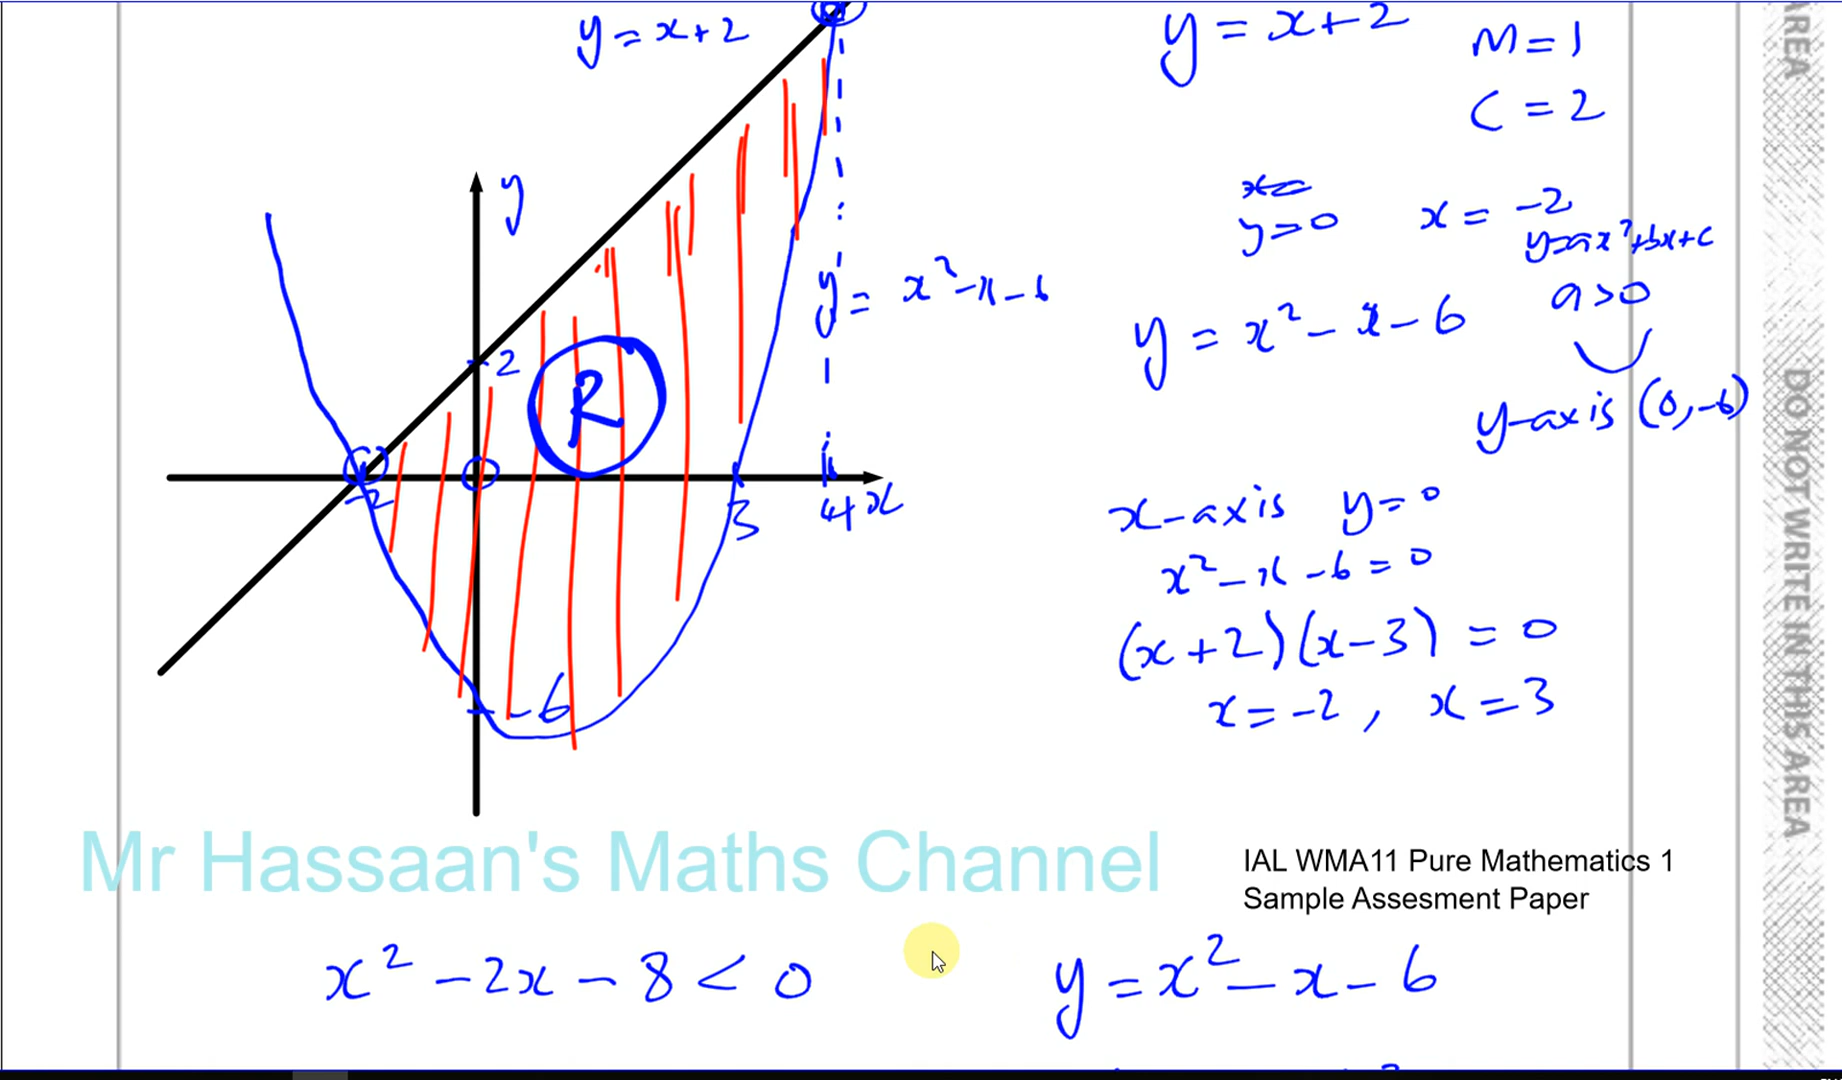 y = x+2
y
2
R
y = x²-x-6
-2
3
4
x
-6
y = x+2
M = 1
C = 2
y=0
x = -2
y=ax²+bx+c
a>0
y = x² - x - 6
y-axis (0,-6)
x-axis y=0
x² - x - 6 = 0
(x+2)(x-3) = 0
x = -2, x = 3
Mr Hassaan's Maths Channel
IAL WMA11 Pure Mathematics 1
Sample Assesment Paper
x² - 2x - 8 < 0
y = x² - x - 6
AREA
DO NOT WRITE IN THIS AREA